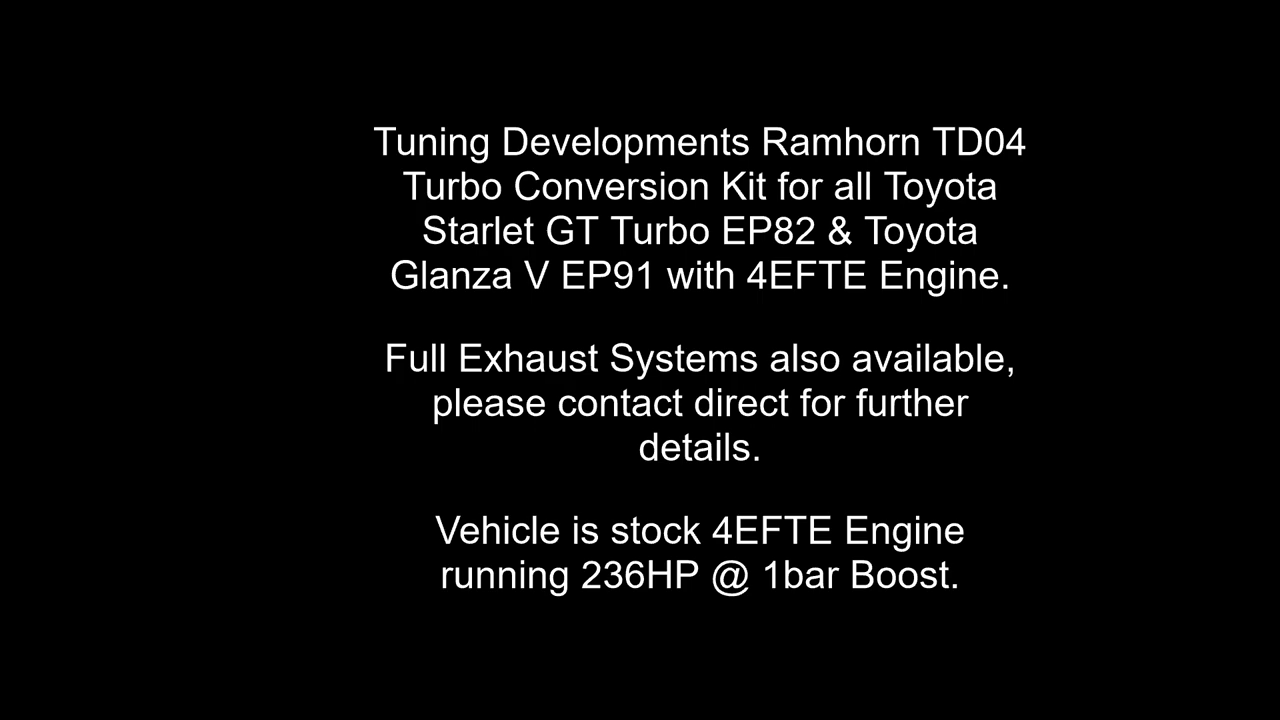 Tuning Developments Ramhorn TD04
Turbo Conversion Kit for all Toyota
Starlet GT Turbo EP82 & Toyota
Glanza V EP91 with 4EFTE Engine.
Full Exhaust Systems also available,
please contact direct for further
details.
Vehicle is stock 4EFTE Engine
running 236HP @ 1bar Boost.